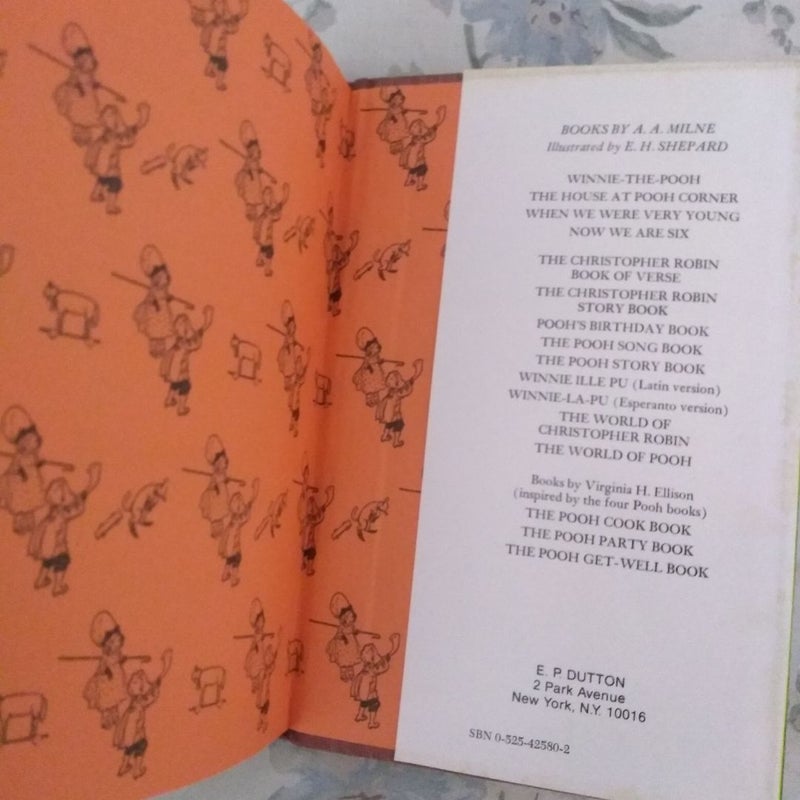 BOOKS BY A. A. MILNE
Illustrated by E. H. SHEPARD
WINNIE-THE-POOH
THE HOUSE AT POOH CORNER
WHEN WE WERE VERY YOUNG
NOW WE ARE SIX
THE CHRISTOPHER ROBIN
BOOK OF VERSE
THE CHRISTOPHER ROBIN
STORY BOOK
POOH'S BIRTHDAY BOOK
THE POOH SONG BOOK
THE POOH STORY BOOK
WINNIE ILLE PU (Latin version)
WINNIE-LA-PU (Esperanto version)
THE WORLD OF
CHRISTOPHER ROBIN
THE WORLD OF POOH
Books by Virginia H. Ellison
(inspired by the four Pooh books)
THE POOH COOK BOOK
THE POOH PARTY BOOK
THE POOH GET-WELL BOOK
E. P. DUTTON
2 Park Avenue
New York, N.Y. 10016
SBN 0-525-42580-2